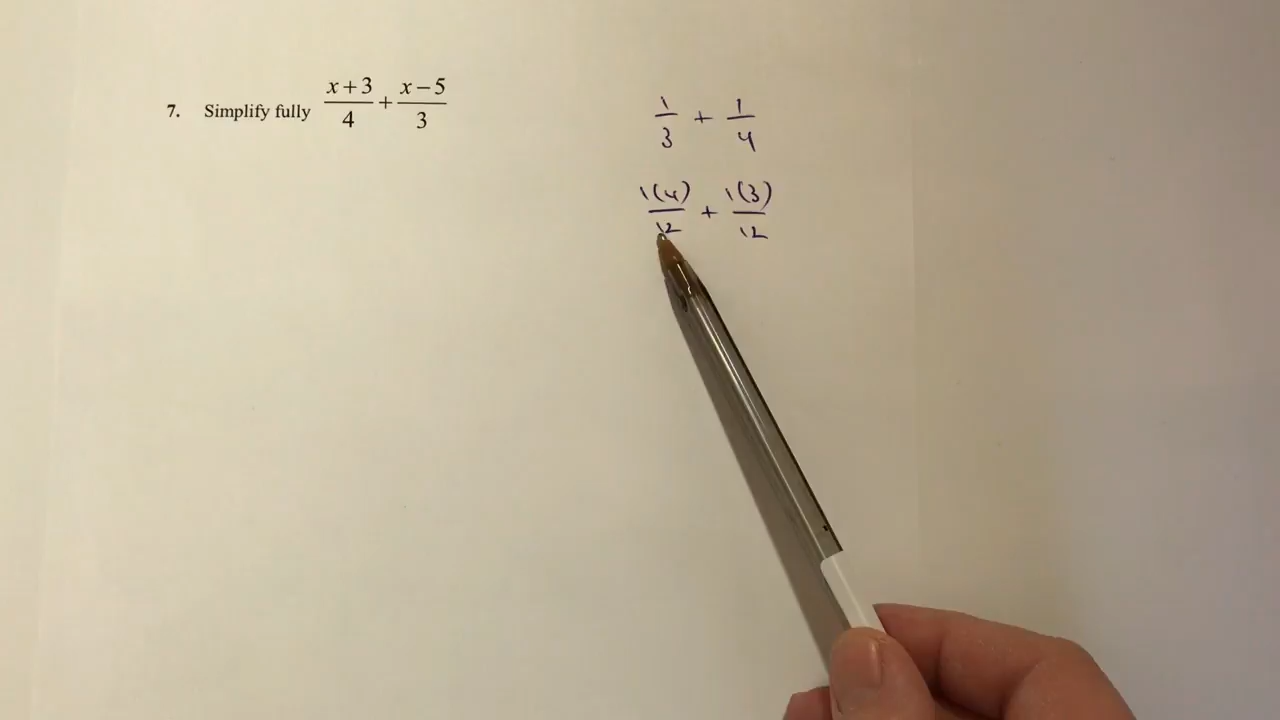 7. Simplify fully (x+3)/4 + (x−5)/3
1/3 + 1/4
1(4)/12 + 1(3)/12